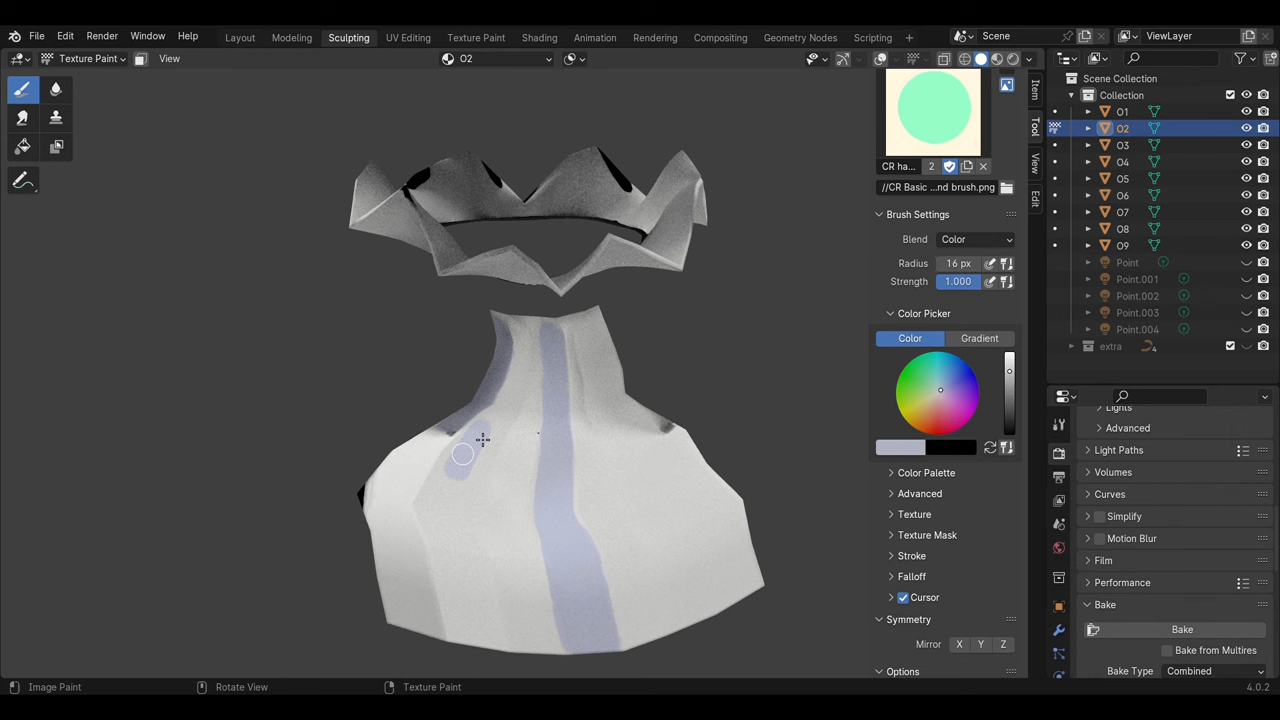 File Edit Render Window Help Layout Modeling Sculpting UV Editing Texture Paint Shading Animation Rendering Compositing Geometry Nodes Scripting + Scene ViewLayer
Texture Paint View O2
Scene Collection
Collection
O1
O2
O3
O4
O5
O6
O7
O8
O9
Point
Point.001
Point.002
Point.003
Point.004
extra 4
Item
Tool
View
Edit
CR ha... 2
//CR Basic ...nd brush.png
Brush Settings
Blend Color
Radius 16 px
Strength 1.000
Color Picker
Color Gradient
Color Palette
Advanced
Texture
Texture Mask
Stroke
Falloff
Cursor
Symmetry
Mirror X Y Z
Options
Lights
Advanced
Light Paths
Volumes
Curves
Simplify
Motion Blur
Film
Performance
Bake
Bake
Bake from Multires
Bake Type Combined
Image Paint Rotate View Texture Paint 4.0.2